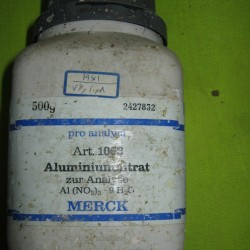 500g
2427832
pro analysi
Art. 1063
Aluminiumnitrat
zur Analyse
Al (NO₃)₃ · 9 H₂O
MERCK